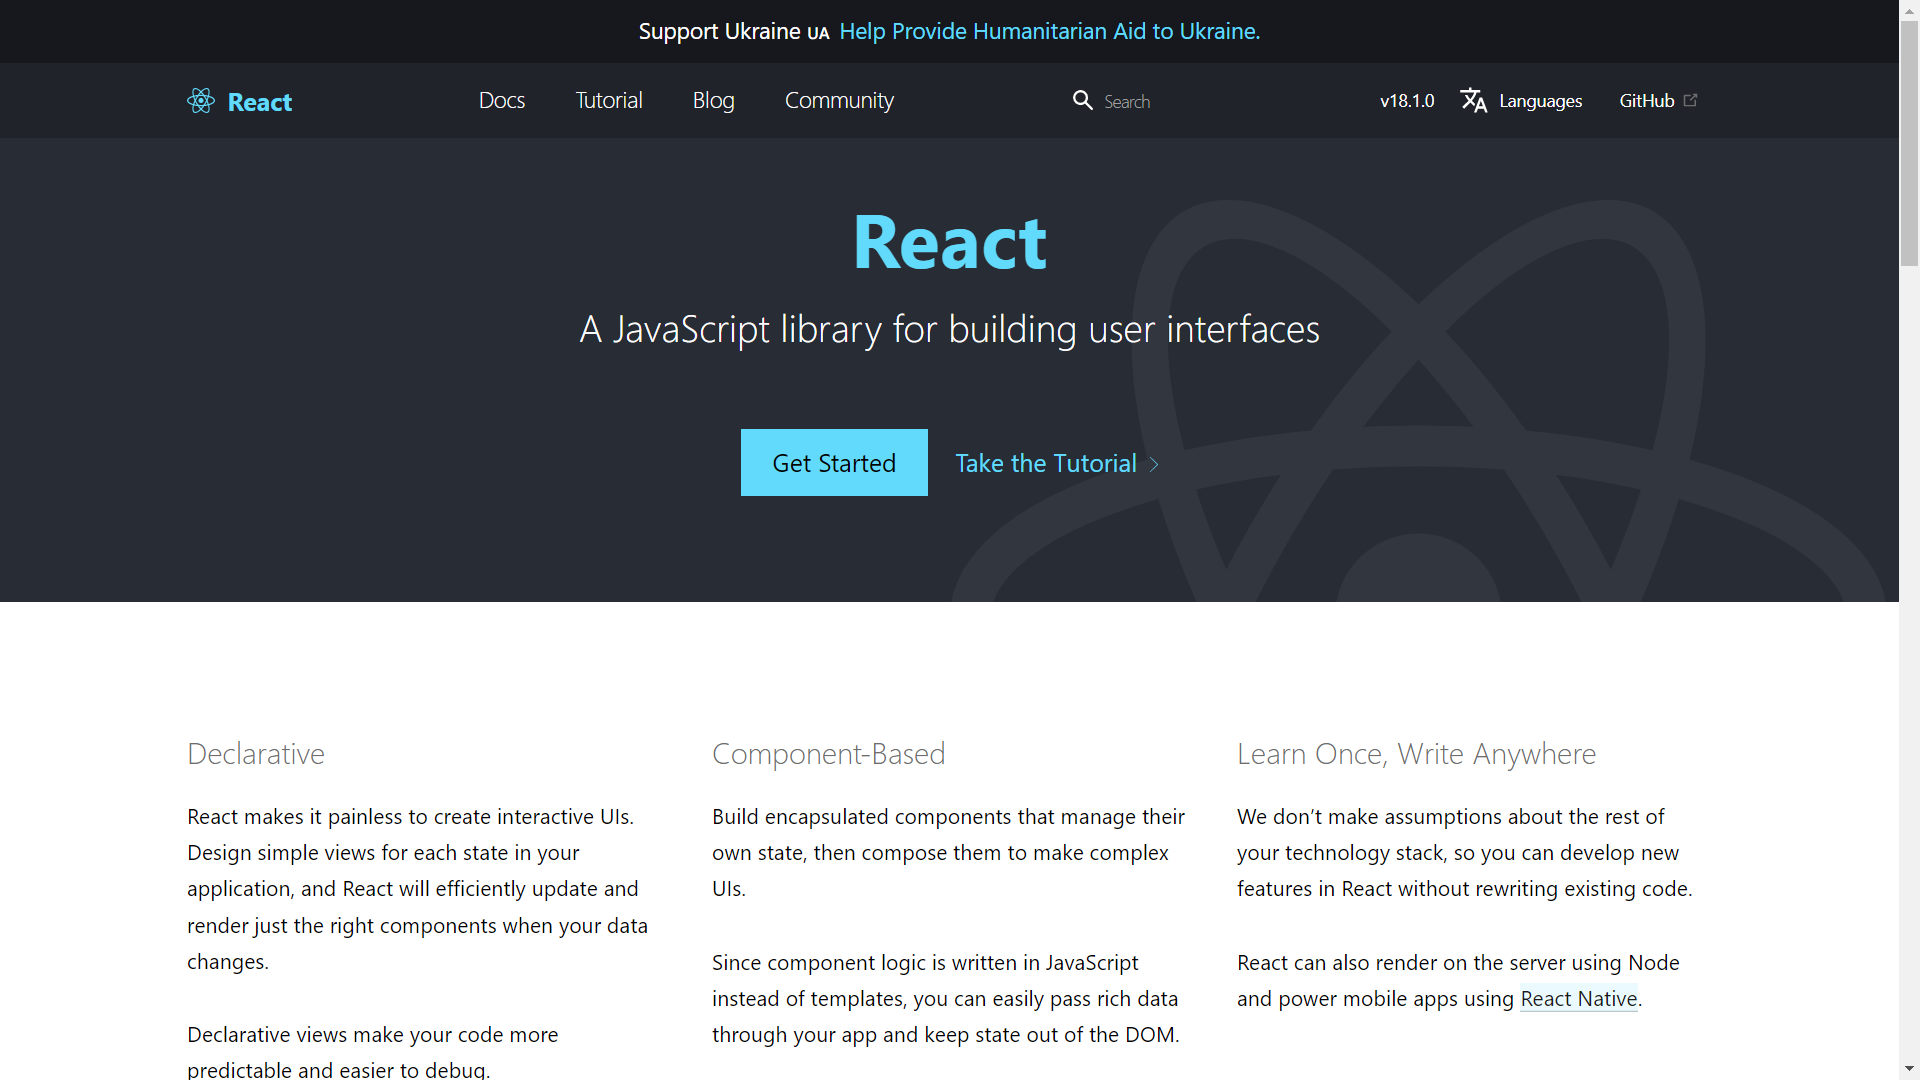 Support Ukraine UA Help Provide Humanitarian Aid to Ukraine.
React
Docs
Tutorial
Blog
Community
Search
v18.1.0
Languages
GitHub
React
A JavaScript library for building user interfaces
Get Started
Take the Tutorial
Declarative
React makes it painless to create interactive UIs.
Design simple views for each state in your
application, and React will efficiently update and
render just the right components when your data
changes.
Declarative views make your code more
predictable and easier to debug.
Component-Based
Build encapsulated components that manage their
own state, then compose them to make complex
UIs.
Since component logic is written in JavaScript
instead of templates, you can easily pass rich data
through your app and keep state out of the DOM.
Learn Once, Write Anywhere
We don’t make assumptions about the rest of
your technology stack, so you can develop new
features in React without rewriting existing code.
React can also render on the server using Node
and power mobile apps using React Native.